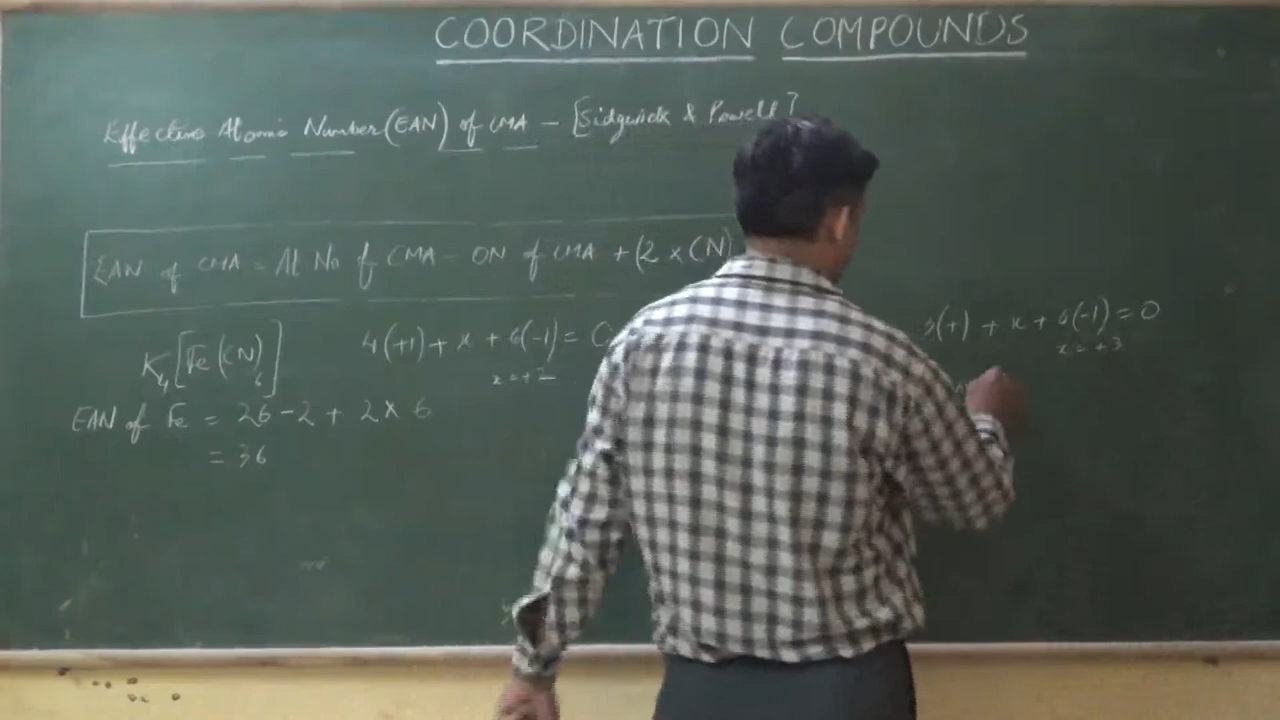 COORDINATION COMPOUNDS
Effective Atomic Number (EAN) of CMA - [Sidgwick & Powell]
EAN of CMA = At No of CMA - ON of CMA + (2 × CN)
K₄[Fe(CN)₆] 4(+1) + x + 6(-1) = 0
x = +2
3(+1) + x + 6(-1) = 0
x = +3
EAN of Fe = 26 - 2 + 2 × 6
= 36